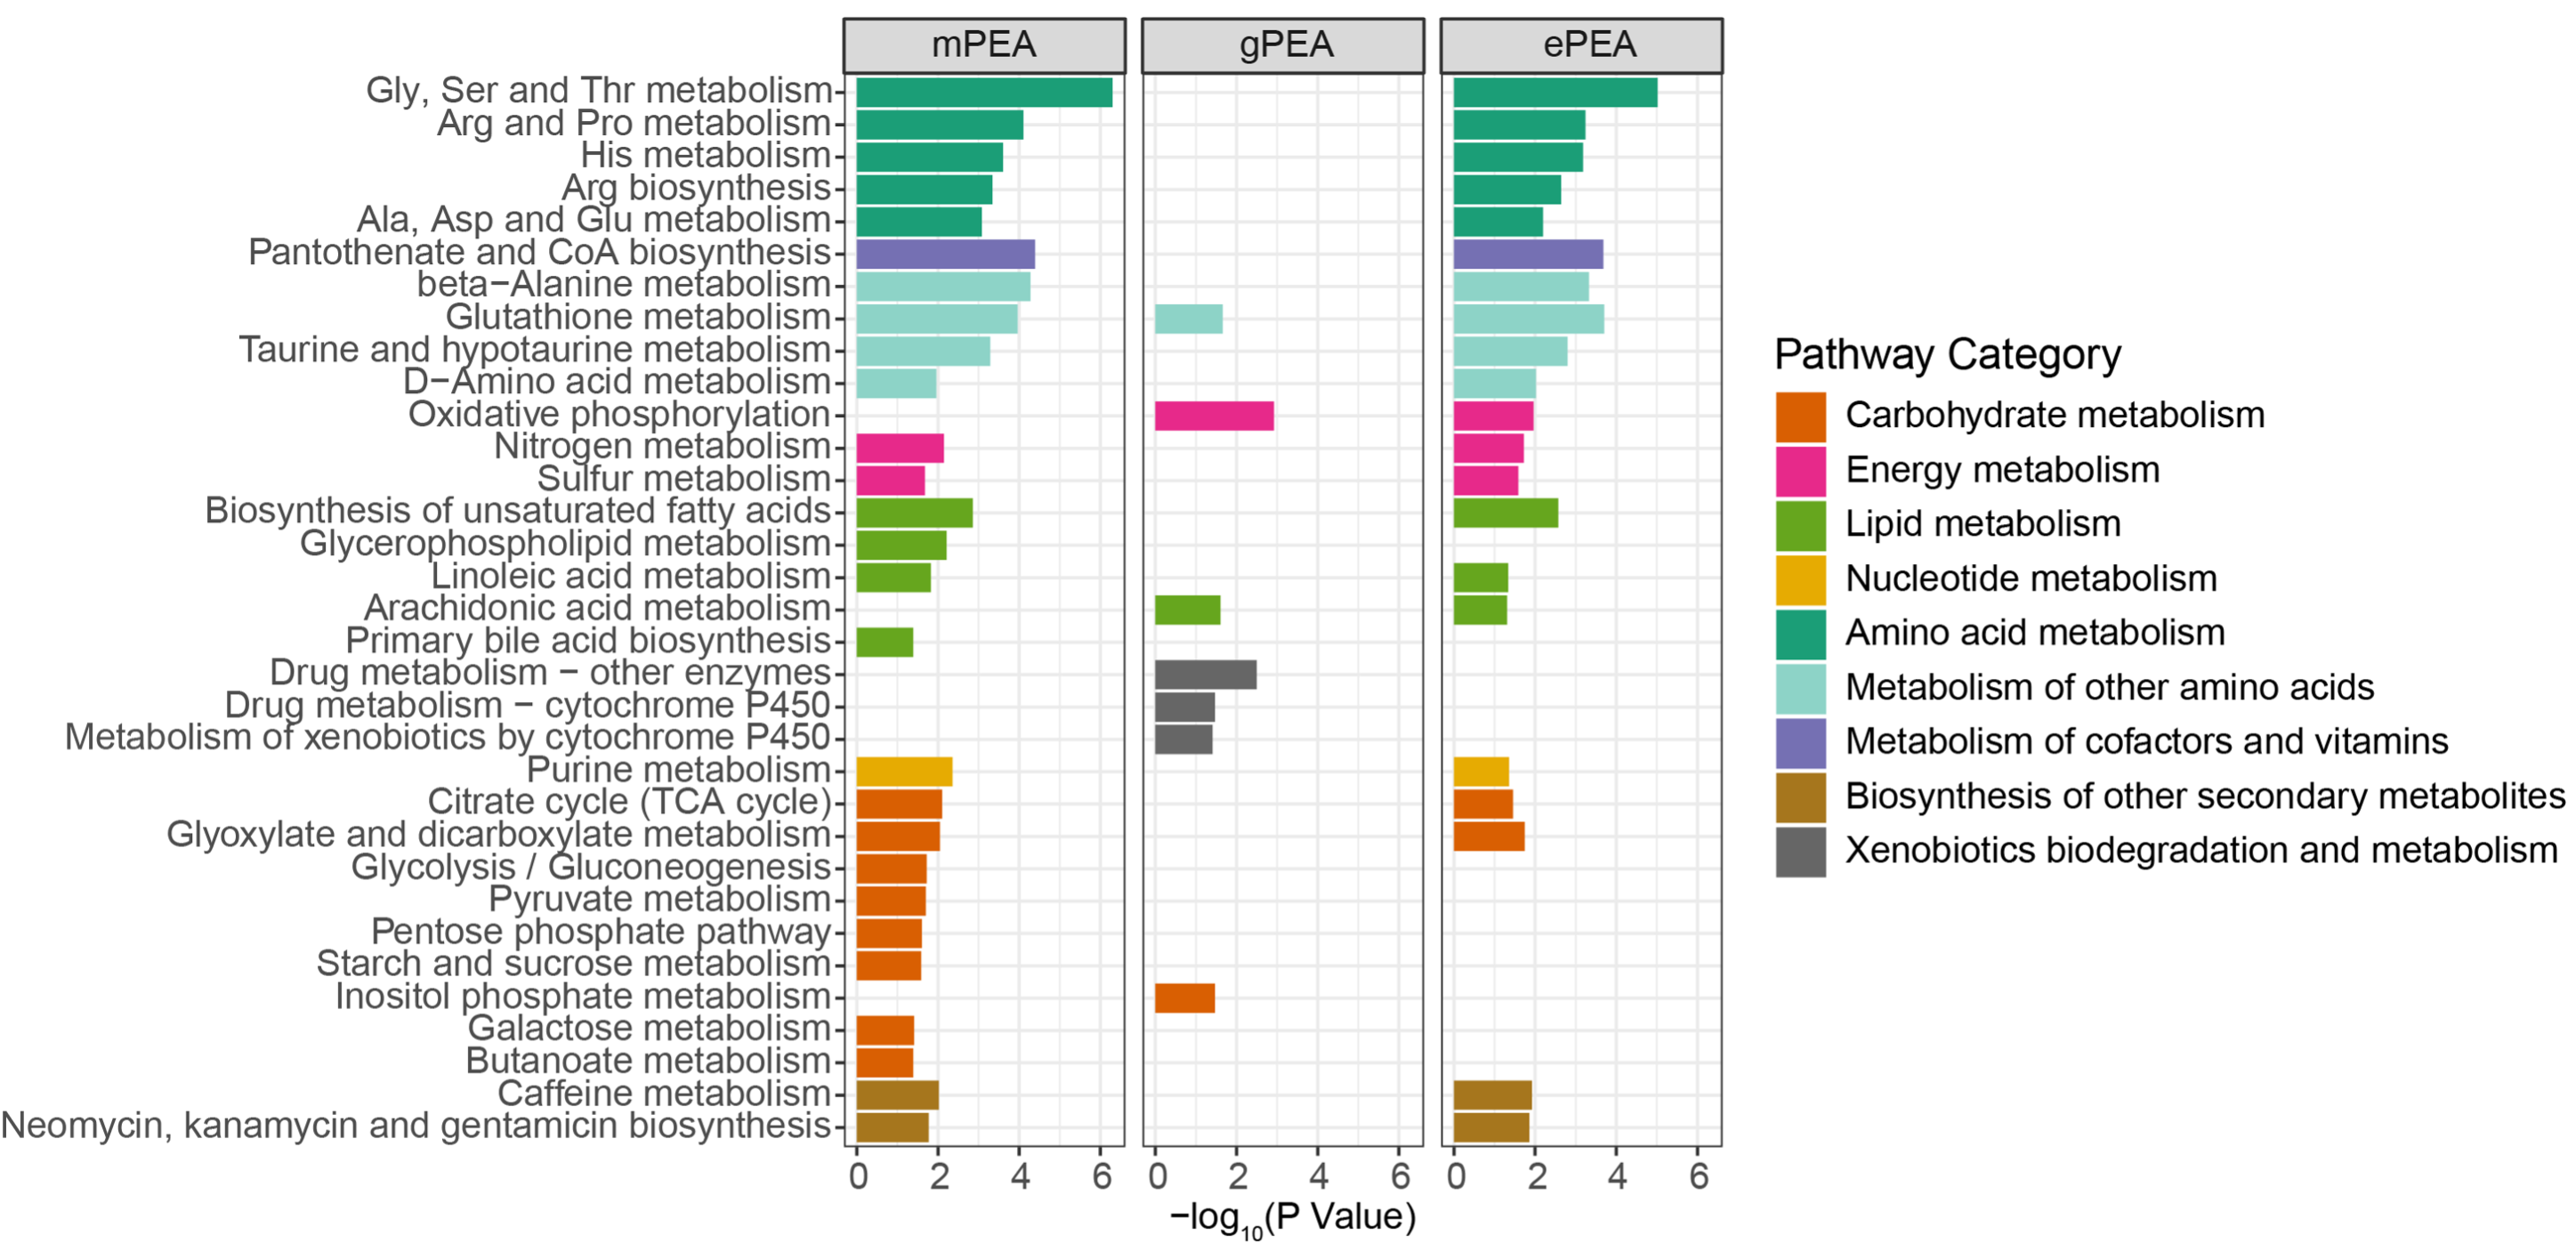 mPEA gPEA ePEA
Gly, Ser and Thr metabolism
Arg and Pro metabolism
His metabolism
Arg biosynthesis
Ala, Asp and Glu metabolism
Pantothenate and CoA biosynthesis
beta−Alanine metabolism
Glutathione metabolism
Taurine and hypotaurine metabolism
D−Amino acid metabolism
Oxidative phosphorylation
Nitrogen metabolism
Sulfur metabolism
Biosynthesis of unsaturated fatty acids
Glycerophospholipid metabolism
Linoleic acid metabolism
Arachidonic acid metabolism
Primary bile acid biosynthesis
Drug metabolism − other enzymes
Drug metabolism − cytochrome P450
Metabolism of xenobiotics by cytochrome P450
Purine metabolism
Citrate cycle (TCA cycle)
Glyoxylate and dicarboxylate metabolism
Glycolysis / Gluconeogenesis
Pyruvate metabolism
Pentose phosphate pathway
Starch and sucrose metabolism
Inositol phosphate metabolism
Galactose metabolism
Butanoate metabolism
Caffeine metabolism
Neomycin, kanamycin and gentamicin biosynthesis
0 2 4 6 0 2 4 6 0 2 4 6
−log10(P Value)
Pathway Category
Carbohydrate metabolism
Energy metabolism
Lipid metabolism
Nucleotide metabolism
Amino acid metabolism
Metabolism of other amino acids
Metabolism of cofactors and vitamins
Biosynthesis of other secondary metabolites
Xenobiotics biodegradation and metabolism